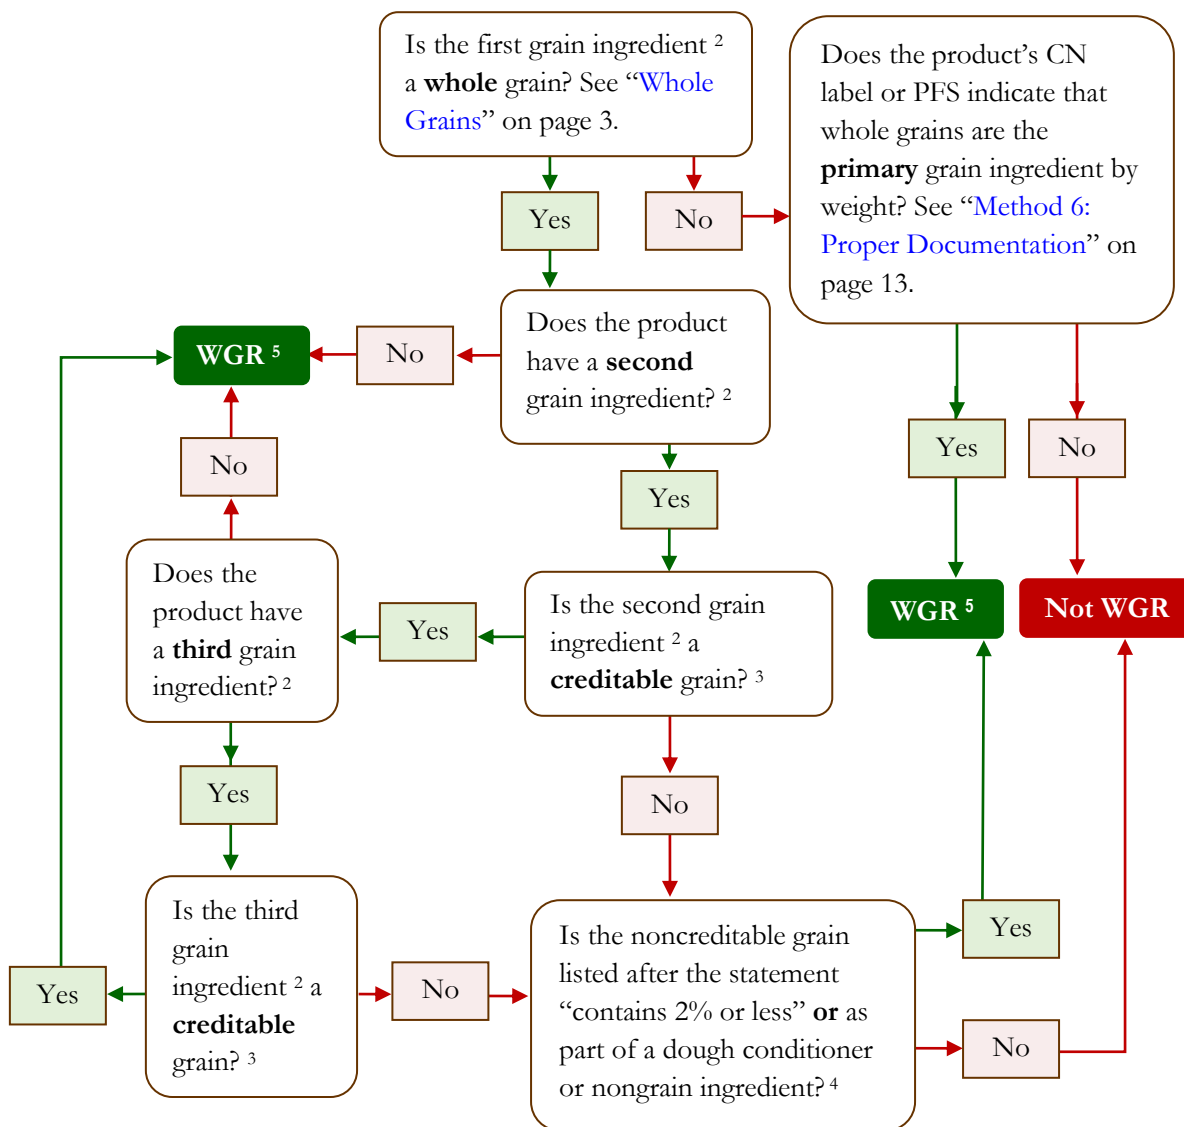 Is the first grain ingredient ²
a whole grain? See “Whole
Grains” on page 3.
Does the product’s CN
label or PFS indicate that
whole grains are the
primary grain ingredient by
weight? See “Method 6:
Proper Documentation” on
page 13.
Yes
No
Does the product
have a second
grain ingredient? ²
No
WGR ⁵
No
Yes
Yes
No
Does the
product have
a third grain
ingredient? ²
Yes
Is the second grain
ingredient ² a
creditable grain? ³
WGR ⁵
Not WGR
Yes
No
Is the third
grain
ingredient ² a
creditable
grain? ³
Yes
No
Is the noncreditable grain
listed after the statement
“contains 2% or less” or as
part of a dough conditioner
or nongrain ingredient? ⁴
Yes
No